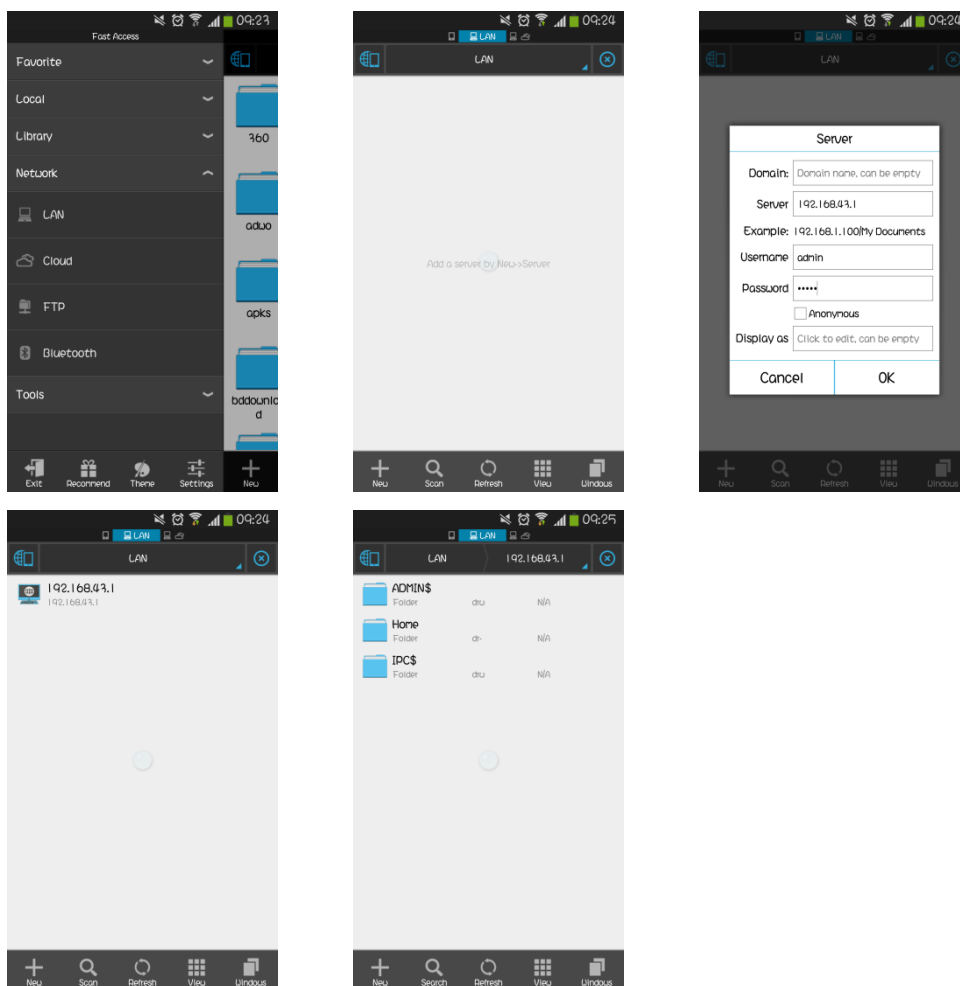 09:23
Fast Access
Favorite
Local
Library
Network
LAN
Cloud
FTP
Bluetooth
Tools
360
aduo
apks
bddownloa
d
Exit
Recommend
Theme
Settings
New
09:24
LAN
LAN
Add a server by New->Server
New
Scan
Refresh
View
Windows
09:24
LAN
LAN
Server
Domain: Domain name, can be empty
Server 192.168.43.1
Example: 192.168.1.100/My Documents
Username admin
Password •••••
Anonymous
Display as Click to edit, can be empty
Cancel OK
New
Scan
Refresh
View
Windows
09:24
LAN
LAN
192.168.43.1
192.168.43.1
New
Scan
Refresh
View
Windows
09:25
LAN
LAN 192.168.43.1
ADMIN$
Folder drw N/A
Home
Folder dr- N/A
IPC$
Folder drw N/A
New
Search
Refresh
View
Windows